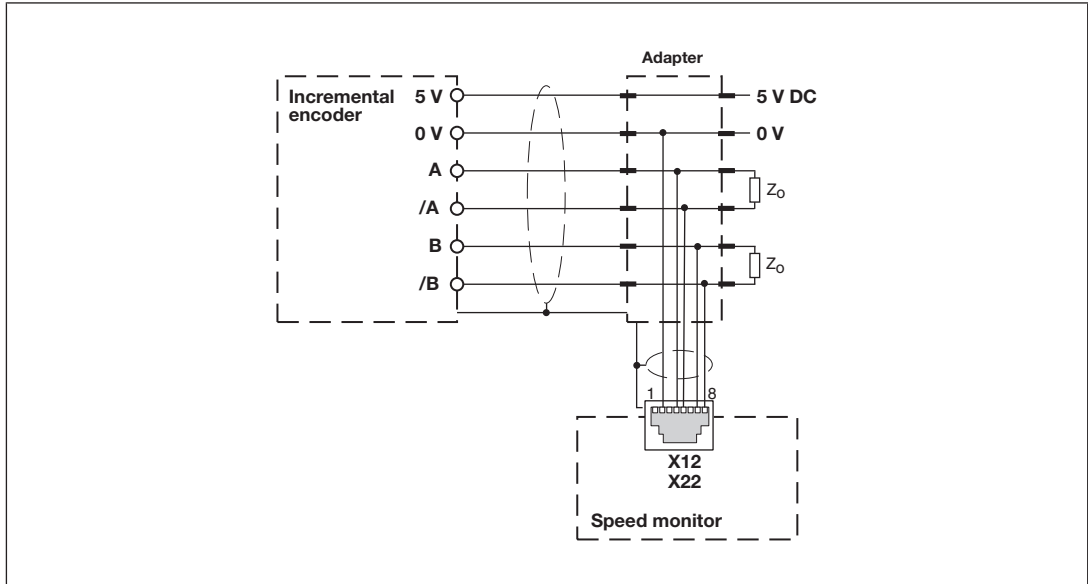 Adapter
Incremental
encoder
5 V
5 V DC
0 V
0 V
A
Zo
/A
B
Zo
/B
1
8
X12
X22
Speed monitor